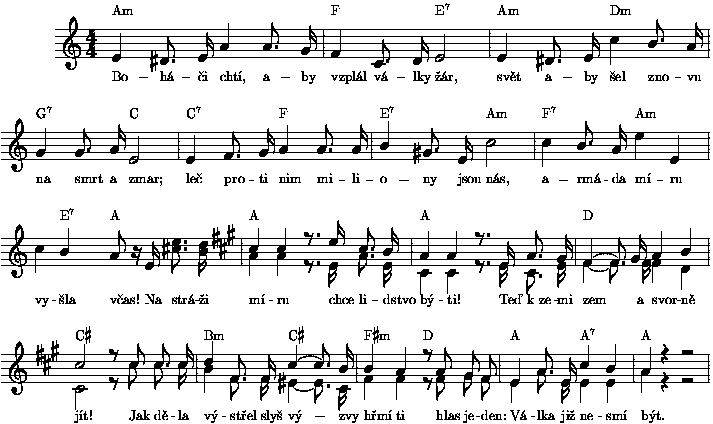 Am F E7 Am Dm
Bo – há – či chtí, a – by vzplál vá – lky žár, svět a – by šel zno – vu
G7 C C7 F E7 Am F7 Am
na smrt a zmar; leč pro – ti nim mi – li – o – ny jsou nás, a – rmá – da mí – ru
E7 A A A D
vy – šla včas! Na strá – ži mí – ru chce li – dstvo bý – ti! Teď k ze – mi zem a svor – ně
C♯ Bm C♯ F♯m D A A7 A
jít! Jak dě – la vý – střel slyš vý – zvy hřmí ti hlas je – den: Vá – lka již ne – smí být.